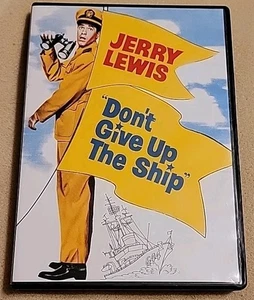 JERRY
LEWIS
"Don't
Give Up
The Ship"